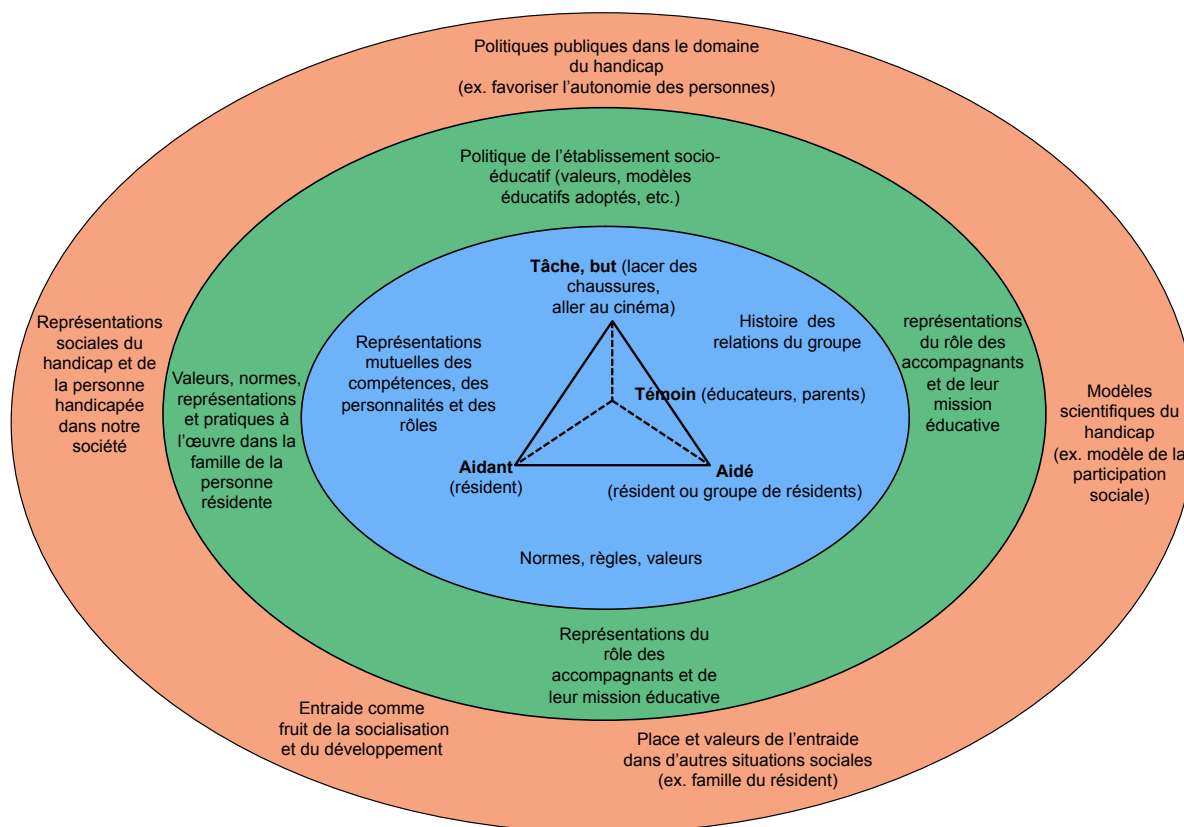 Politiques publiques dans le domaine
du handicap
(ex. favoriser l’autonomie des personnes)
Politique de l’établissement socio-
éducatif (valeurs, modèles
éducatifs adoptés, etc.)
Tâche, but (lacer des
chaussures,
aller au cinéma)
Histoire des
relations du groupe
Représentations
mutuelles des
compétences, des
personnalités et des
rôles
Témoin (éducateurs, parents)
Aidant
(résident)
Aidé
(résident ou groupe de résidents)
Normes, règles, valeurs
Représentations
sociales du
handicap et de
la personne
handicapée
dans notre
société
Valeurs, normes,
représentations
et pratiques à
l’œuvre dans la
famille de la
personne
résidente
représentations
du rôle des
accompagnants
et de leur
mission
éducative
Modèles
scientifiques du
handicap
(ex. modèle de la
participation
sociale)
Représentations du
rôle des
accompagnants et de
leur mission éducative
Entraide comme
fruit de la socialisation
et du développement
Place et valeurs de l’entraide
dans d’autres situations sociales
(ex. famille du résident)